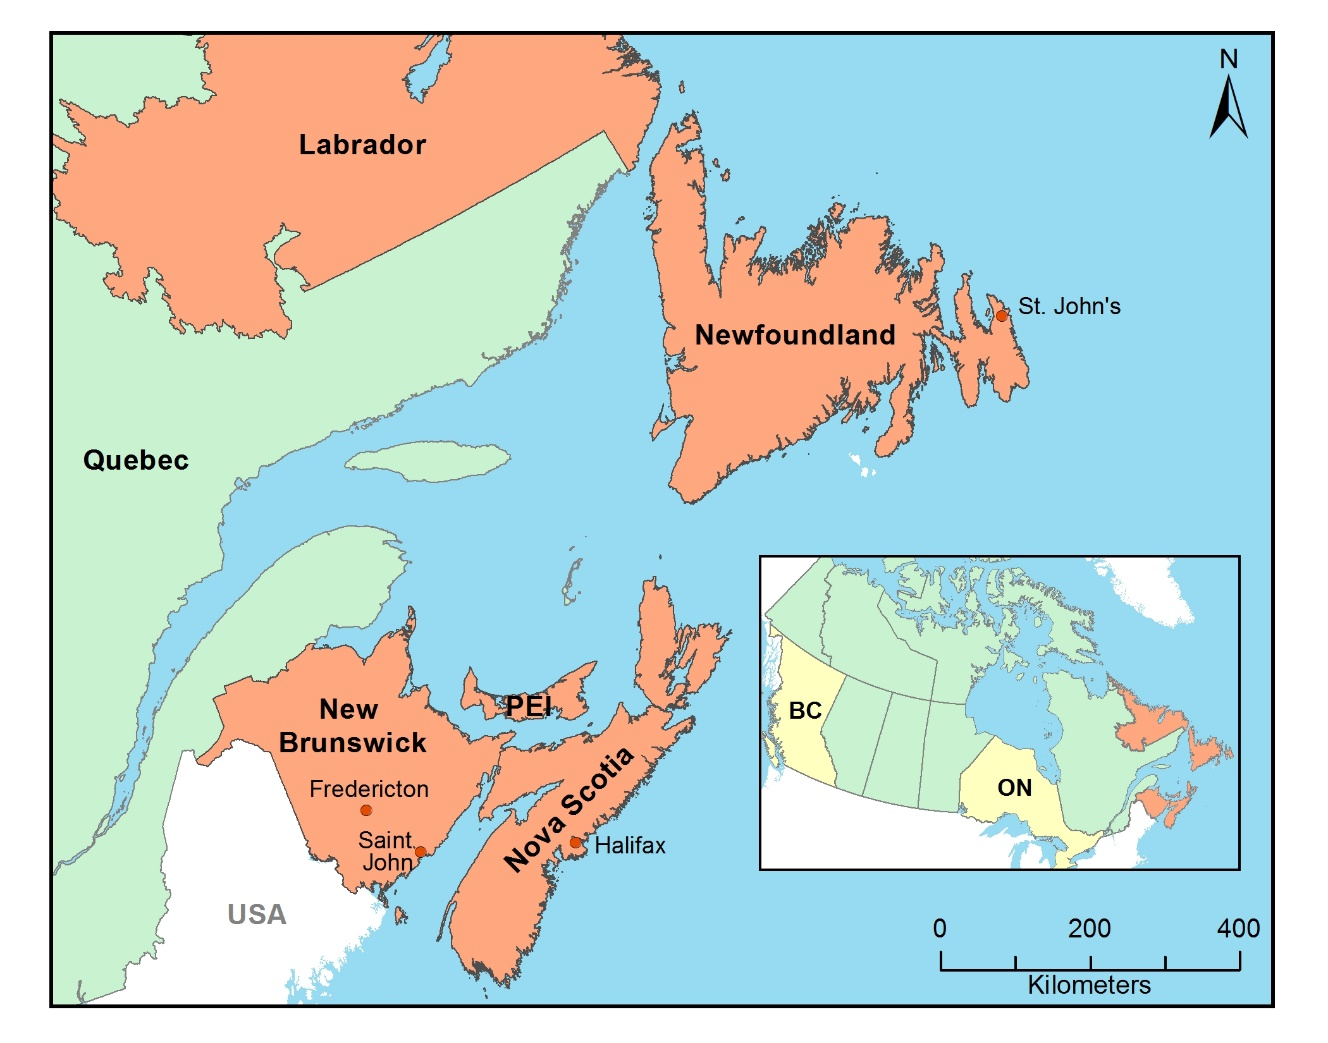 N
Labrador
St. John's
Newfoundland
Quebec
PEI
New
Brunswick
Nova Scotia
Fredericton
Saint
John
Halifax
USA
BC
ON
0 200 400
Kilometers